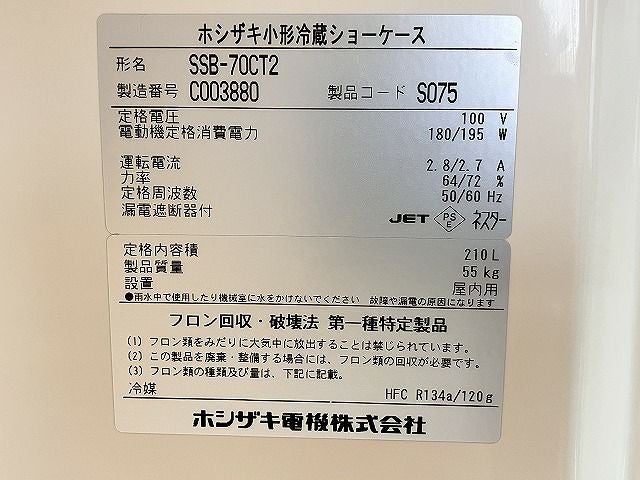 ホシザキ小形冷蔵ショーケース
形名 SSB-70CT2
製造番号 C003880 製品コード S075
定格電圧 100 V
電動機定格消費電力 180/195 W
運転電流 2.8/2.7 A
力率 64/72 %
定格周波数 50/60 Hz
漏電遮断器付 JET PSE ネスター
定格内容積 210 L
製品質量 55 kg
設置 屋内用
●雨水中で使用したり機械室に水をかけないでください 故障や漏電の原因になります
フロン回収・破壊法 第一種特定製品
(1) フロン類をみだりに大気中に放出することは禁じられています。
(2) この製品を廃棄・整備する場合には、フロン類の回収が必要です。
(3) フロン類の種類及び量は、下記に記載。
冷媒 HFC R134a/120g
ホシザキ電機株式会社